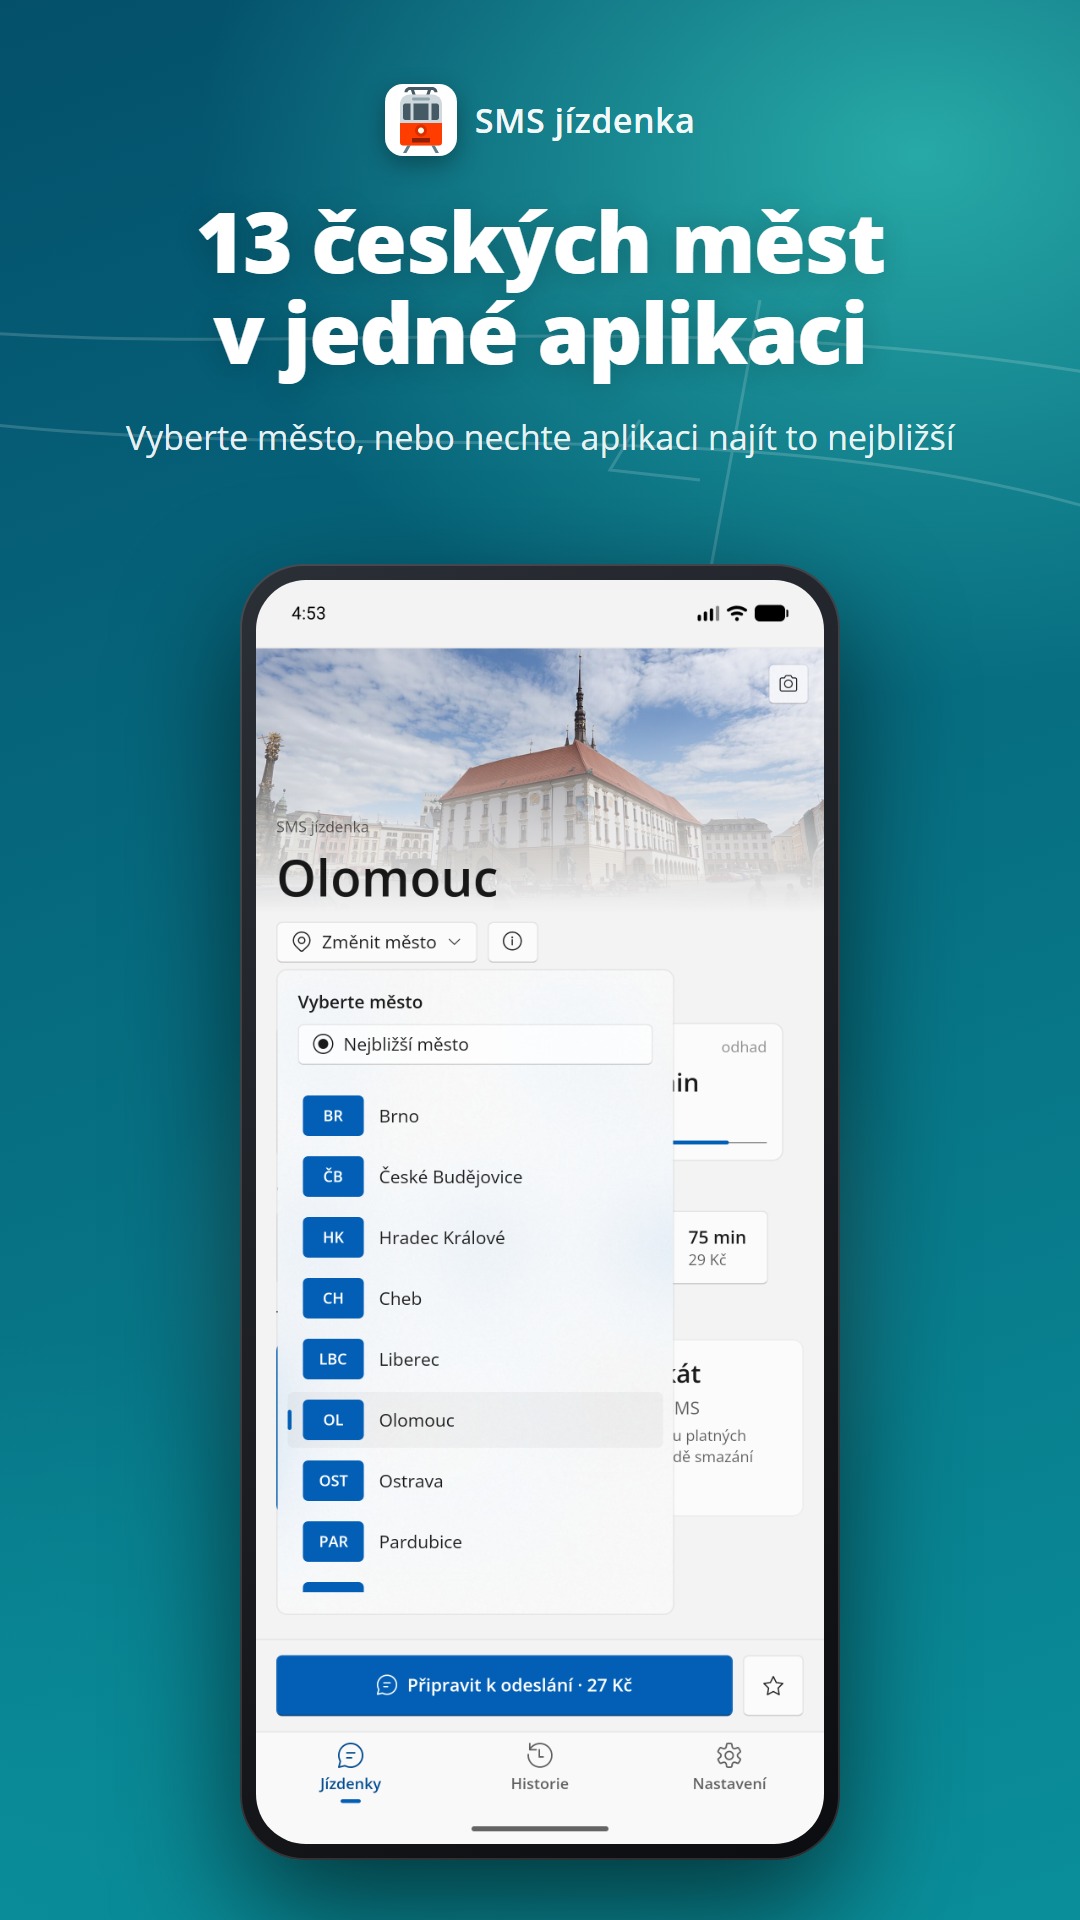 SMS jízdenka
13 českých měst
v jedné aplikaci
Vyberte město, nebo nechte aplikaci najít to nejbližší
4:53
SMS jízdenka
Olomouc
Změnit město
Vyberte město
Nejbližší město
odhad
in
BR Brno
ČB České Budějovice
HK Hradec Králové
75 min
29 Kč
CH Cheb
LBC Liberec
kát
MS
OL Olomouc
u platných
dě smazání
OST Ostrava
PAR Pardubice
Připravit k odeslání · 27 Kč
Jízdenky
Historie
Nastavení